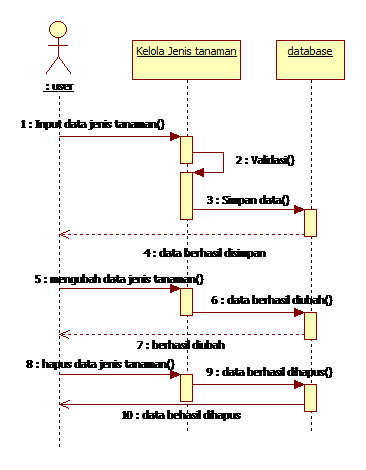 Kelola Jenis tanaman
database
: user
1 : Input data jenis tanaman()
2 : Validasi()
3 : Simpan data()
4 : data berhasil disimpan
5 : mengubah data jenis tanaman()
6 : data berhasil diubah()
7 : berhasil diubah
8 : hapus data jenis tanaman()
9 : data berhasil dihapus()
10 : data behasil dihapus